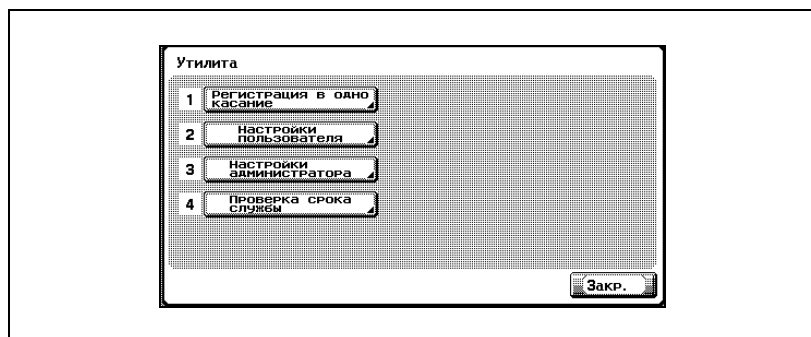 Утилита
1 Регистрация в одно
касание
2 Настройки
пользователя
3 Настройки
администратора
4 Проверка срока
службы
Закр.